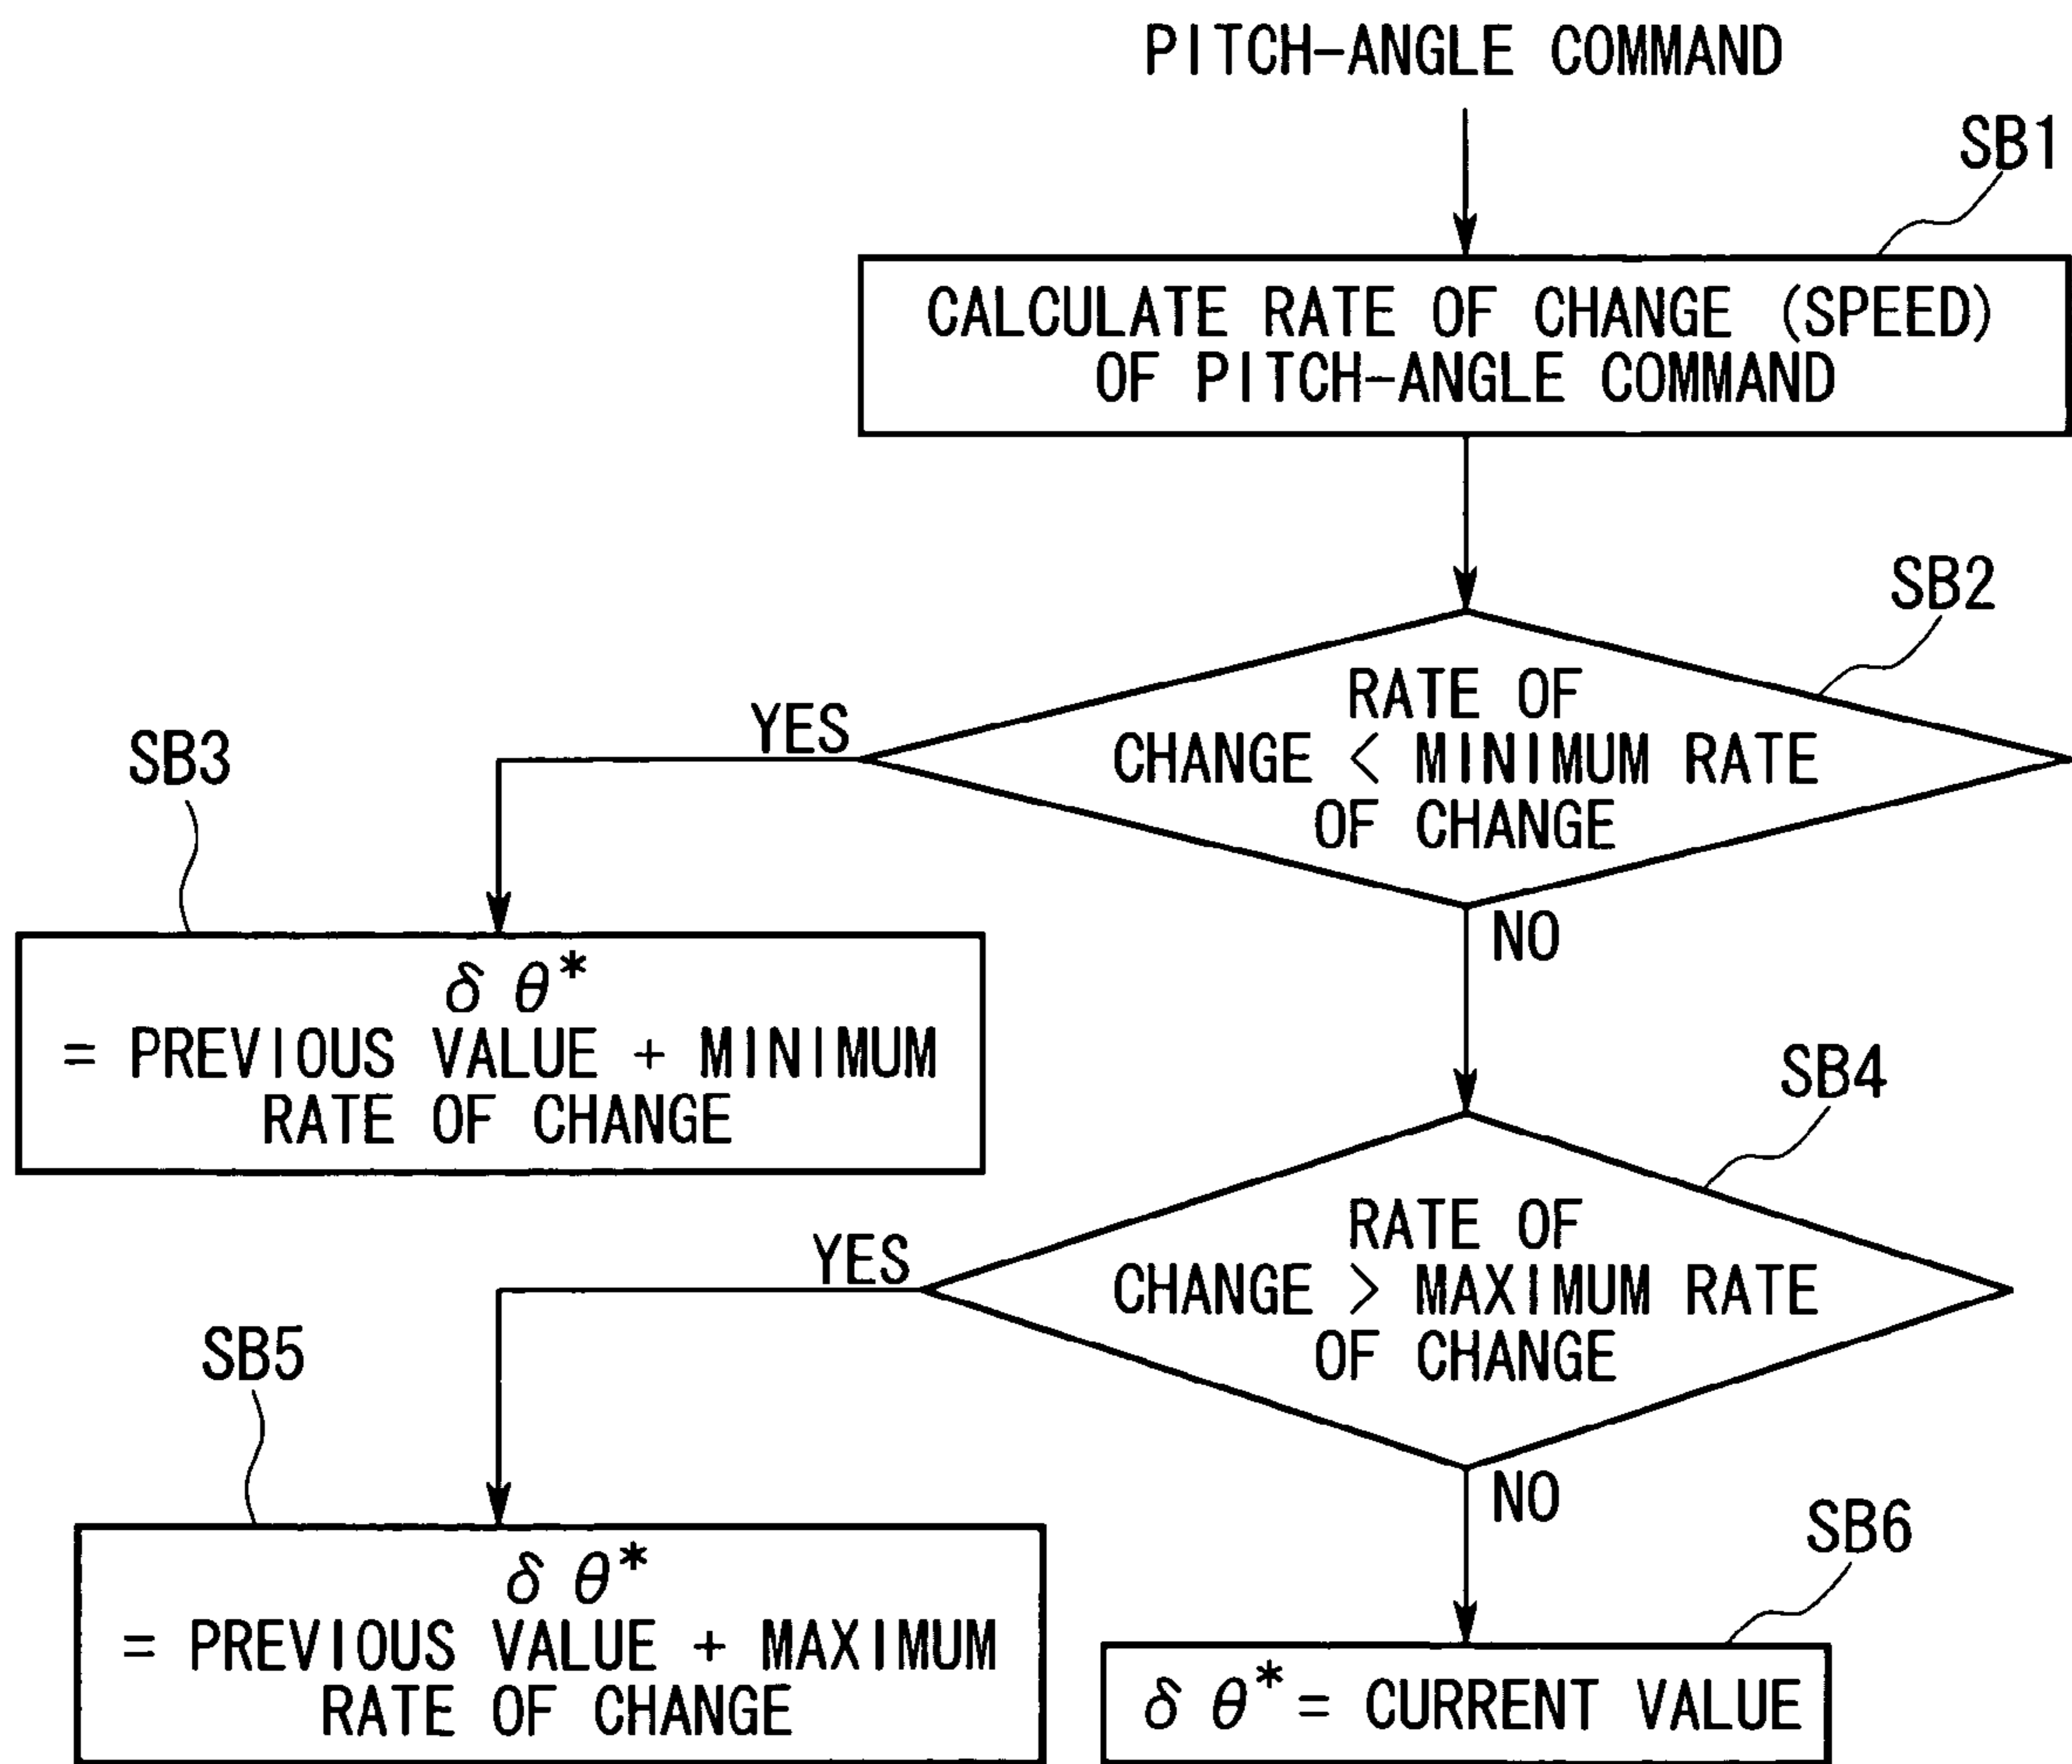 PITCH-ANGLE COMMAND
SB1
CALCULATE RATE OF CHANGE (SPEED)
OF PITCH-ANGLE COMMAND
SB2
RATE OF
CHANGE < MINIMUM RATE
OF CHANGE
YES
NO
SB3
δ θ*
= PREVIOUS VALUE + MINIMUM
RATE OF CHANGE
SB4
RATE OF
CHANGE > MAXIMUM RATE
OF CHANGE
YES
NO
SB5
δ θ*
= PREVIOUS VALUE + MAXIMUM
RATE OF CHANGE
SB6
δ θ* = CURRENT VALUE